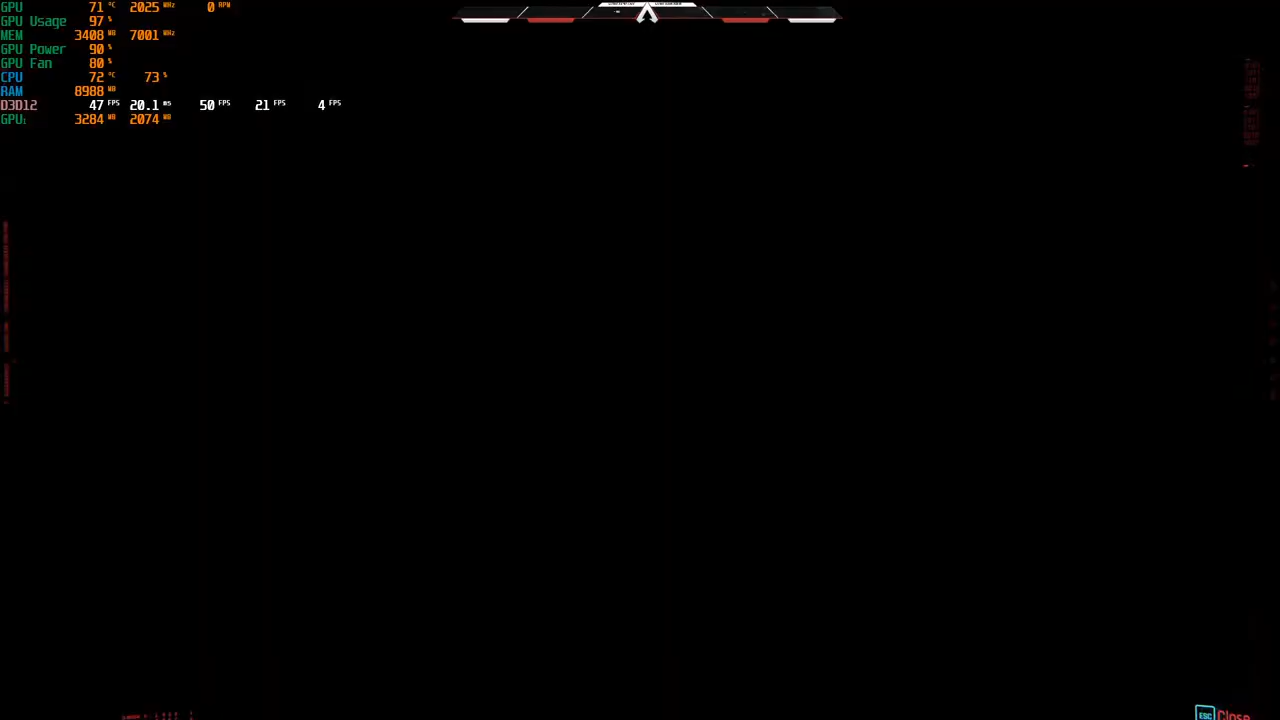 GPU 71 °C 2025 MHz 0 RPM
GPU Usage 97 %
MEM 3408 MB 7001 MHz
GPU Power 90 %
GPU Fan 80 %
CPU 72 °C 73 %
RAM 8988 MB
D3D12 47 FPS 20.1 ms 50 FPS 21 FPS 4 FPS
GPU1 3284 MB 2074 MB
ESC Close